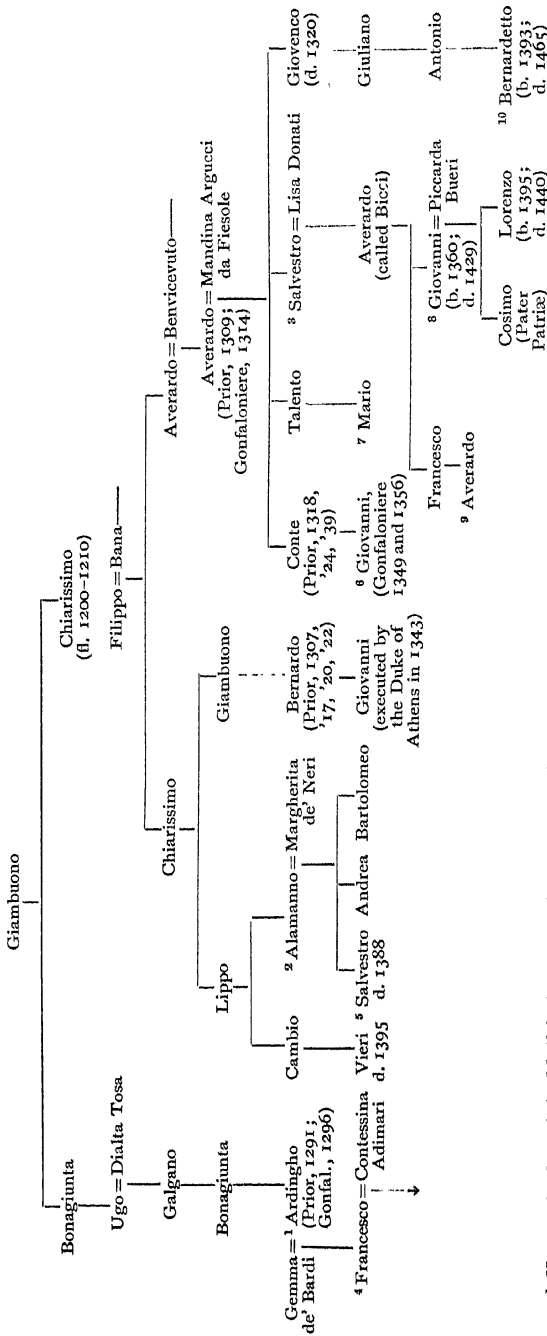 Giambuono
Bonagiunta
Chiarissimo
(fl. 1200-1210)
Ugo = Dialta Tosa
Filippo = Bana
Galgano
Chiarissimo
Averardo = Benvicevuto
Bonagiunta
Lippo
Giambuono
Averardo = Mandina Argucci
(Prior, 1309; da Fiesole
Gonfaloniere, 1314)
Gemma = ¹ Ardingho
de' Bardi (Prior, 1291;
Gonfal., 1296)
Cambio
² Alamanno = Margherita
de' Neri
Bernardo
(Prior, 1307,
'17, '20, '22)
Conte
(Prior, 1318,
'24, '39)
Talento
³ Salvestro = Lisa Donati
Giovenco
(d. 1320)
⁴ Francesco = Contessina
Adimari
Vieri
d. 1395
⁵ Salvestro
d. 1388
Andrea
Bartolomeo
Giovanni
(executed by
the Duke of
Athens in 1343)
⁶ Giovanni,
(Gonfaloniere
1349 and 1356)
⁷ Mario
Averardo
(called Bicci)
Giuliano
Francesco
⁸ Giovanni = Piccarda
(b. 1360; Bueri
d. 1429)
Antonio
⁹ Averardo
Cosimo
(Pater
Patriæ)
Lorenzo
(b. 1395;
d. 1440)
¹⁰ Bernardetto
(b. 1393;
d. 1465)